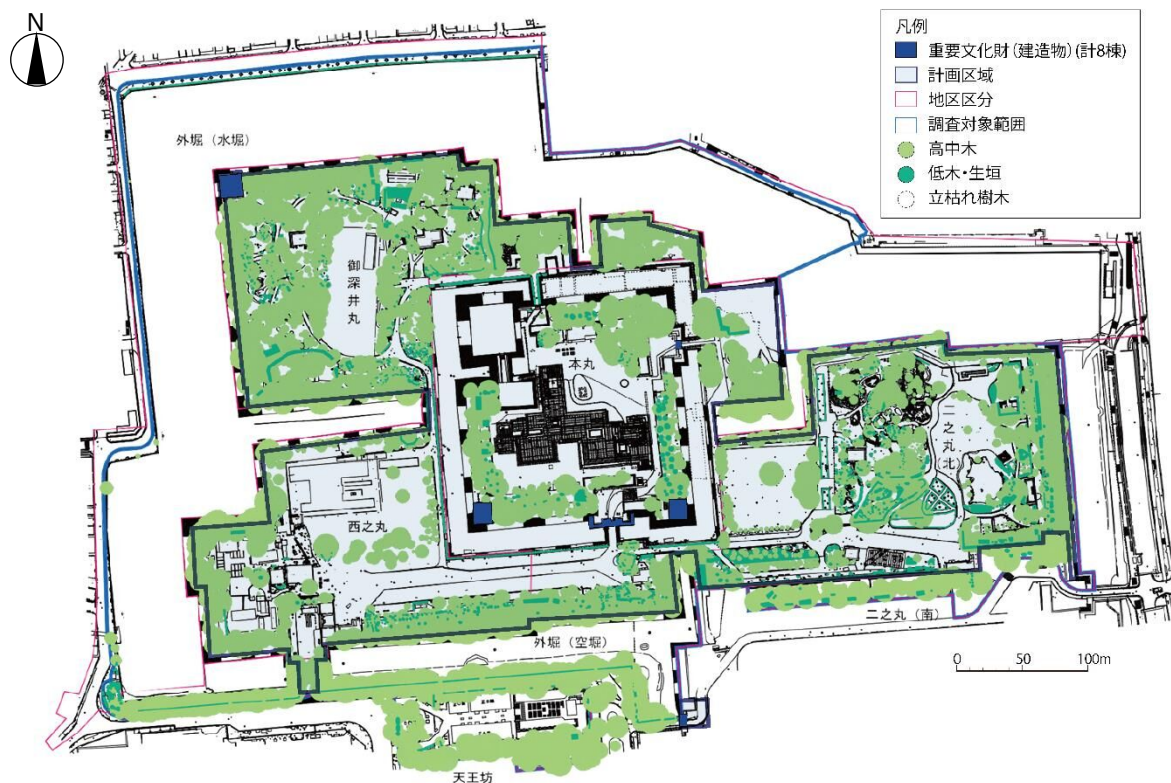 N
凡例
重要文化財(建造物)(計8棟)
計画区域
地区区分
調査対象範囲
高中木
低木・生垣
立枯れ樹木
外堀(水堀)
御深井丸
本丸
二之丸北
西之丸
外堀(空堀)
二之丸(南)
0 50 100m
天王坊